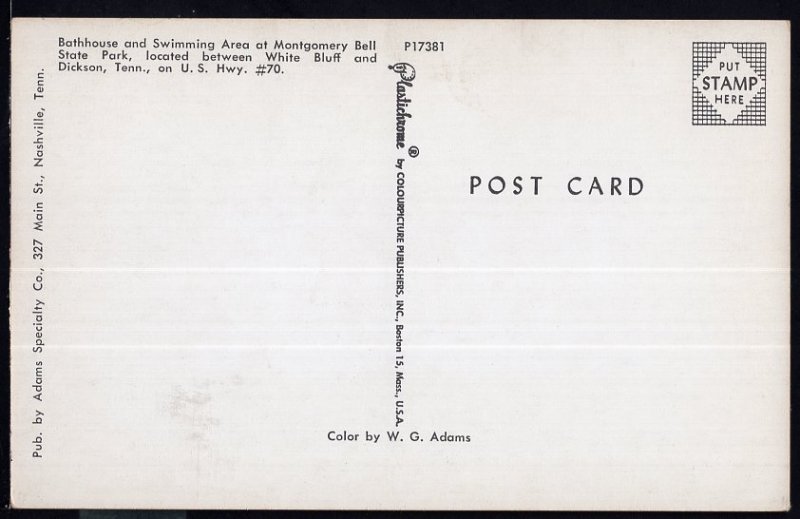 Bathhouse and Swimming Area at Montgomery Bell
State Park, located between White Bluff and
Dickson, Tenn., on U. S. Hwy. #70.
P17381
PUT
STAMP
HERE
Pub. by Adams Specialty Co., 327 Main St., Nashville, Tenn.
Plastichrome® by COLOURPICTURE PUBLISHERS, INC., Boston 15, Mass., U.S.A.
POST CARD
Color by W. G. Adams